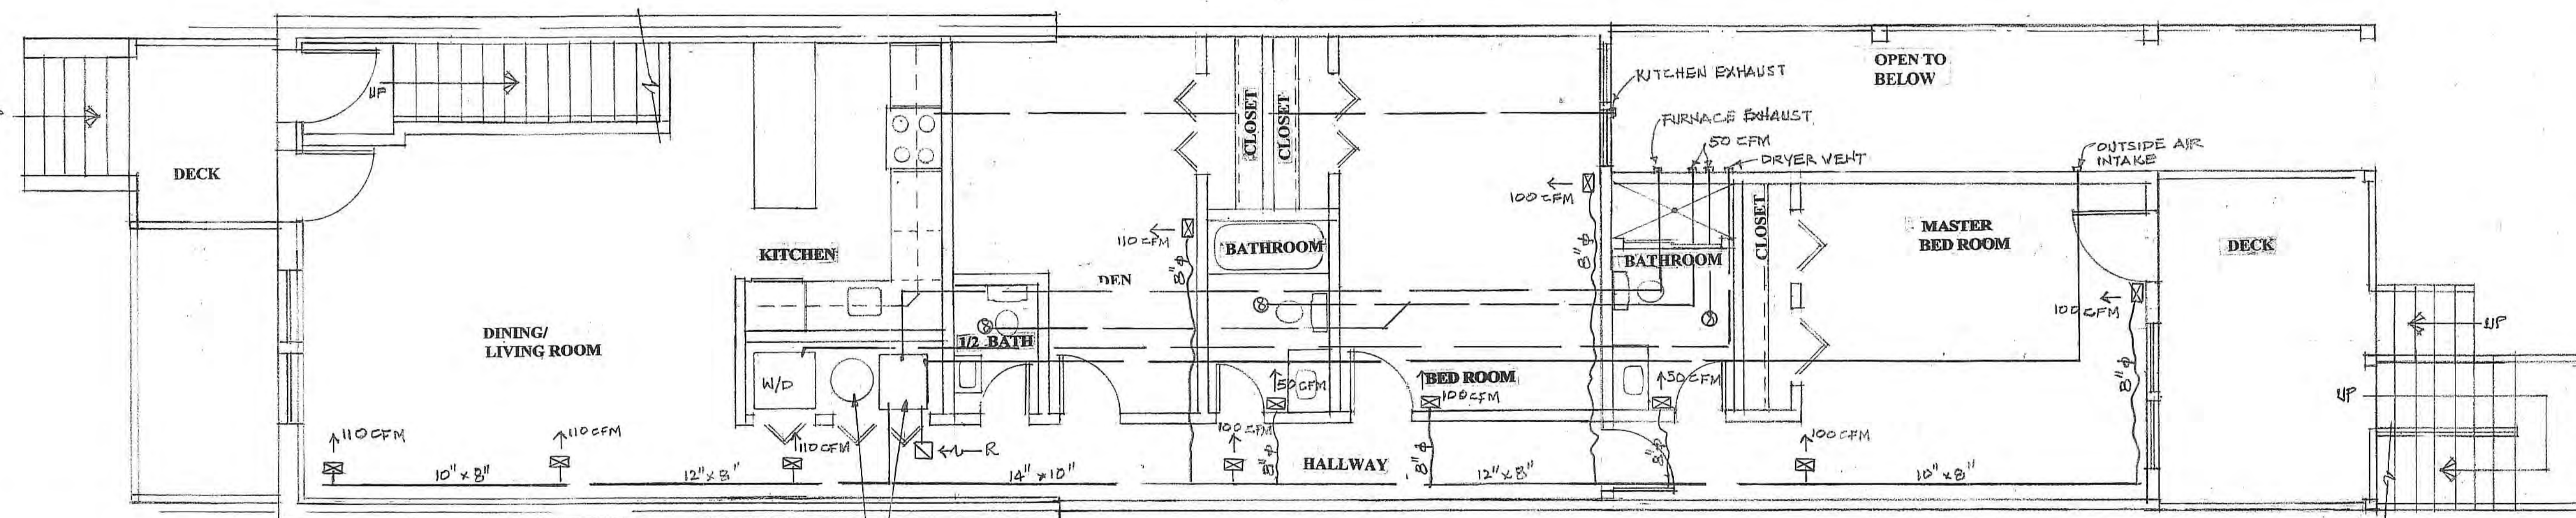 OPEN TO
BELOW
KITCHEN EXHAUST
FURNACE EXHAUST
50 CFM
DRYER VENT
OUTSIDE AIR
INTAKE
UP
DECK
CLOSET
CLOSET
100 CFM
110 CFM
8"φ
8"φ
KITCHEN
BATHROOM
BATHROOM
CLOSET
MASTER
BED ROOM
DECK
DEN
100 CFM
DINING/
LIVING ROOM
1/2 BATH
W/D
50 CFM
BED ROOM
100 CFM
50 CFM
8"φ
UP
UP
110 CFM
110 CFM
110 CFM
R
100 CFM
100 CFM
10" x 8"
12" x 8"
14" x 10"
8"φ
HALLWAY
8"φ
12" x 8"
8"φ
10" x 8"